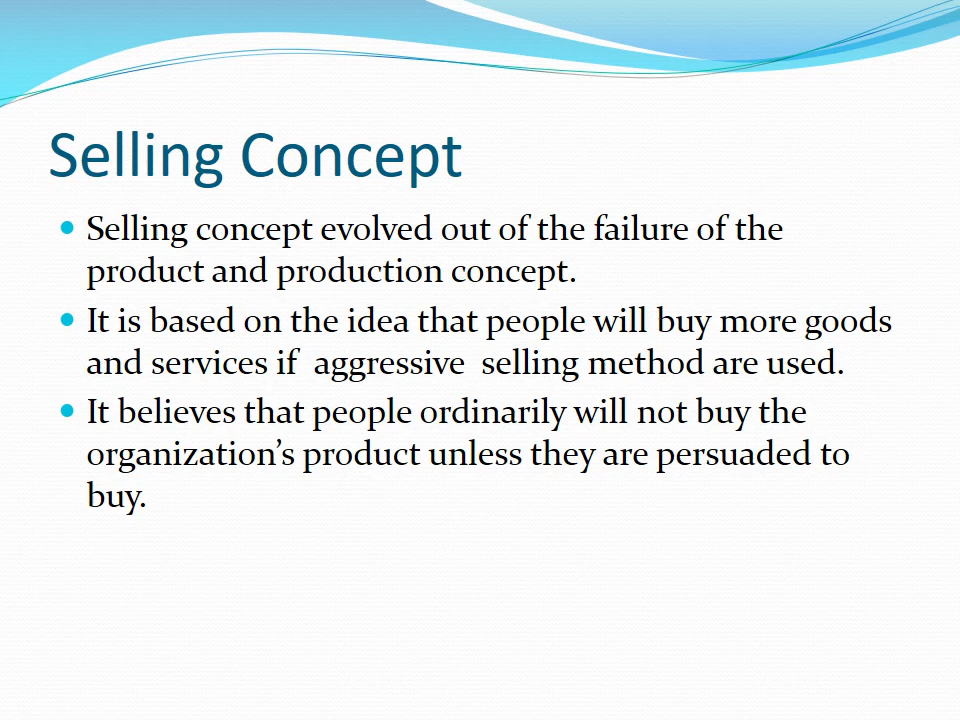 Selling Concept
Selling concept evolved out of the failure of the
product and production concept.
It is based on the idea that people will buy more goods
and services if  aggressive  selling method are used.
It believes that people ordinarily will not buy the
organization’s product unless they are persuaded to
buy.